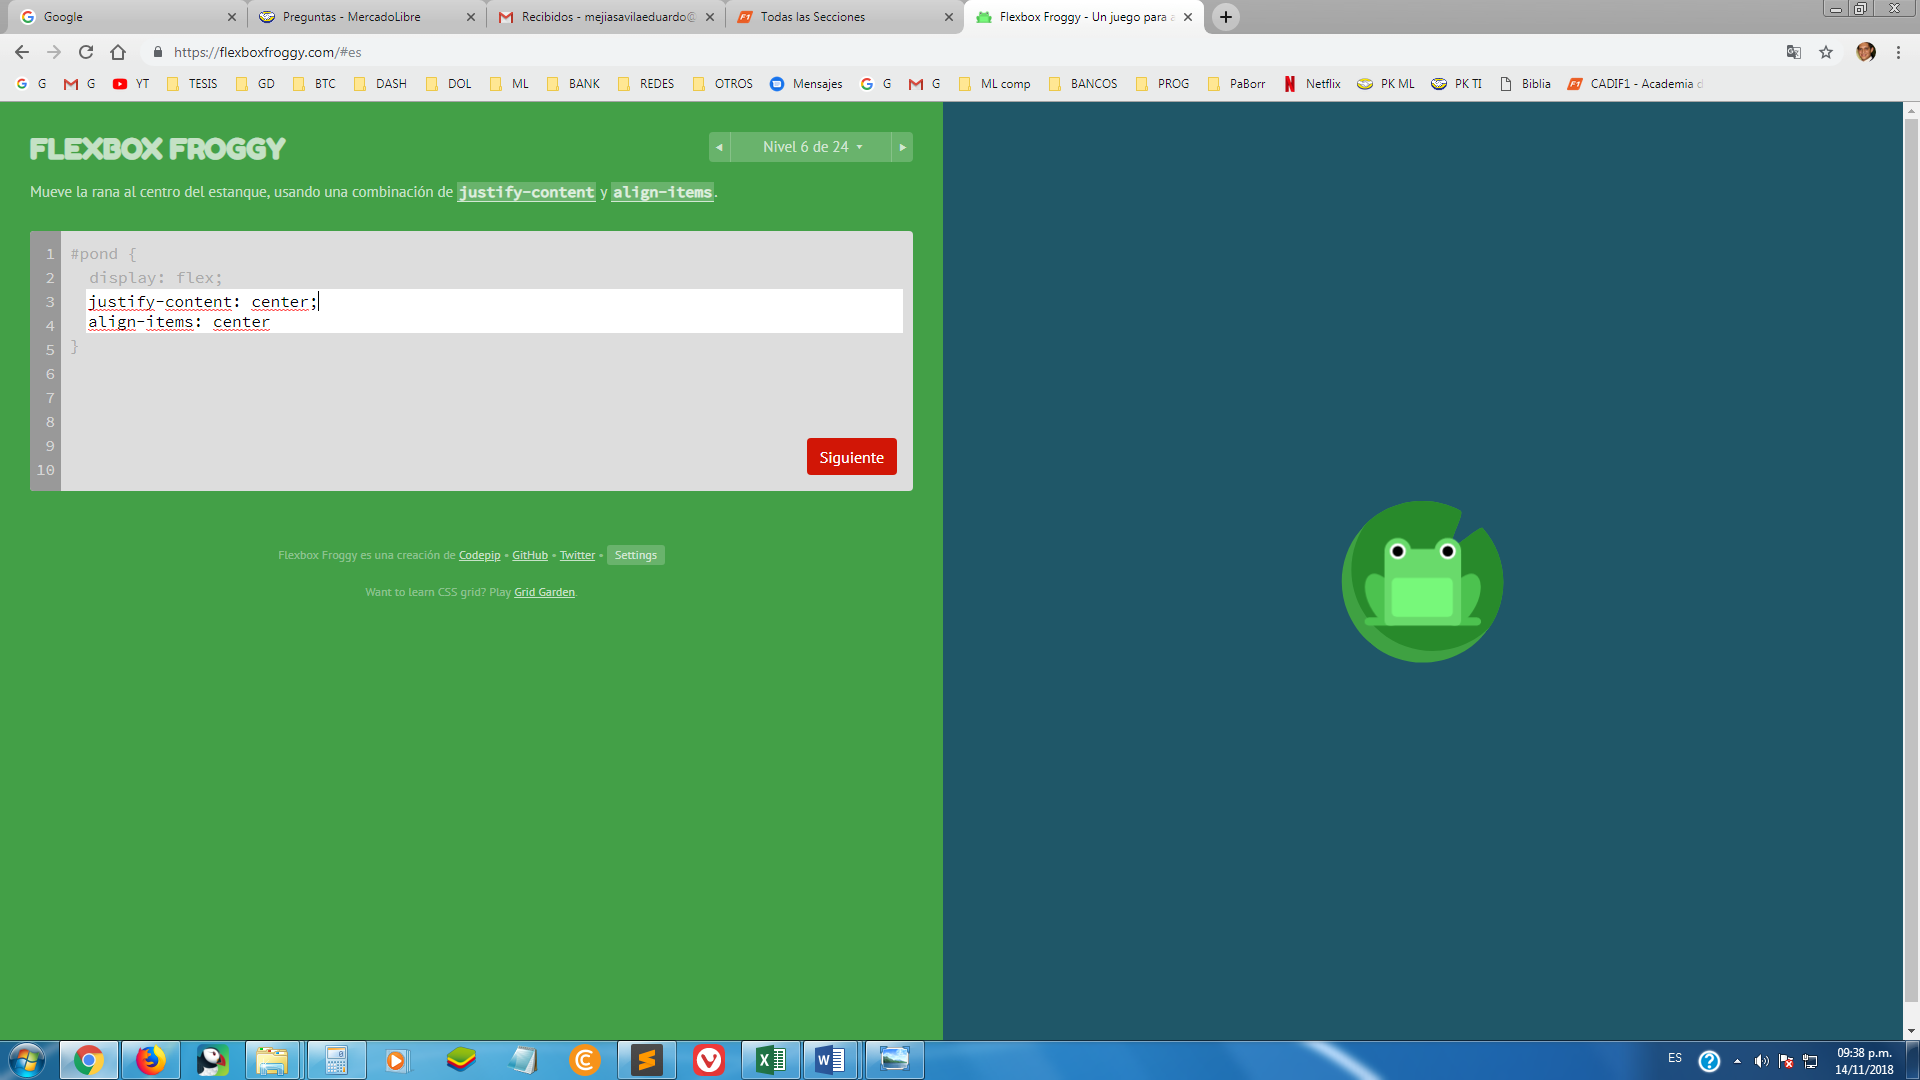 Google
Preguntas - MercadoLibre
Recibidos - mejiasavilaeduardo@
Todas las Secciones
Flexbox Froggy - Un juego para a
https://flexboxfroggy.com/#es
G
G
YT
TESIS
GD
BTC
DASH
DOL
ML
BANK
REDES
OTROS
Mensajes
G
G
ML comp
BANCOS
PROG
PaBorr
Netflix
PK ML
PK TI
Biblia
CADIF1 - Academia d
FLEXBOX FROGGY
Nivel 6 de 24
Mueve la rana al centro del estanque, usando una combinación de justify-content y align-items.
1 #pond {
2 display: flex;
3 justify-content: center;
4 align-items: center
5 }
6
7
8
9
10
Siguiente
Flexbox Froggy es una creación de Codepip • GitHub • Twitter • Settings
Want to learn CSS grid? Play Grid Garden.
ES
09:38 p.m.
14/11/2018